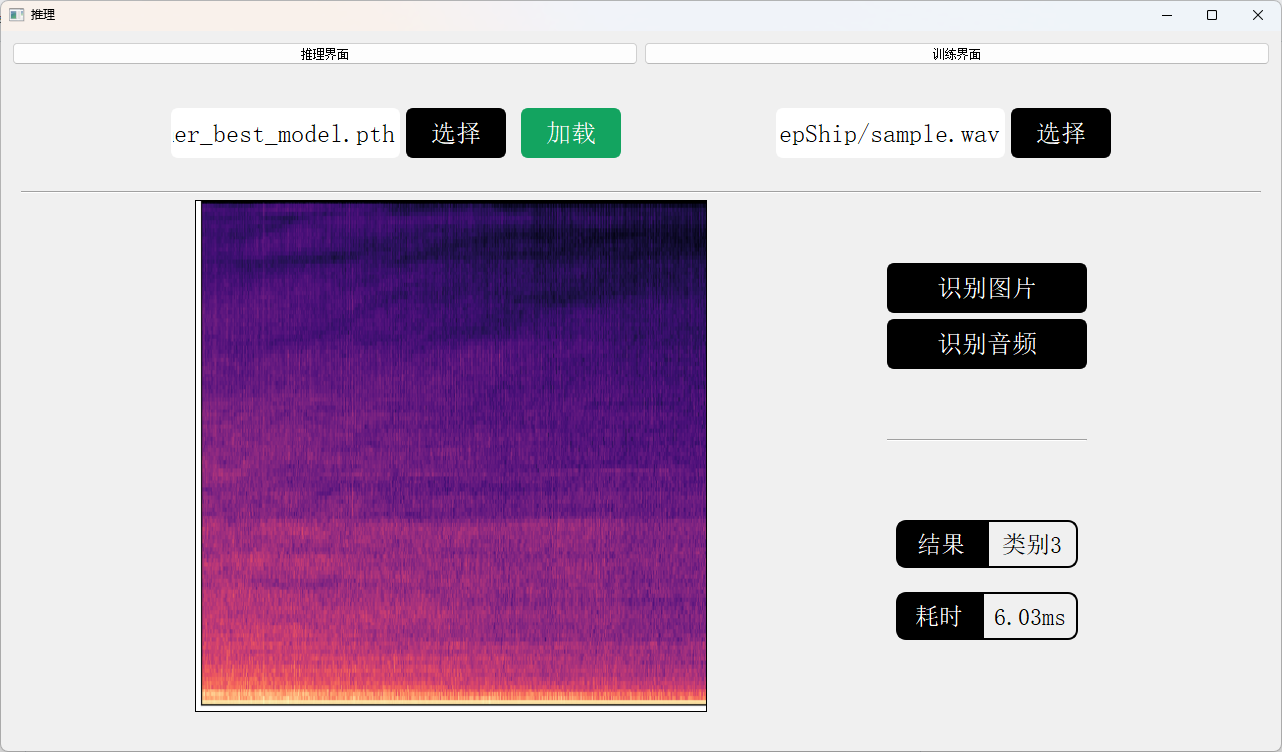 推理
推理界面
训练界面
er_best_model.pth
选择
加载
epShip/sample.wav
选择
识别图片
识别音频
结果
类别3
耗时
6.03ms